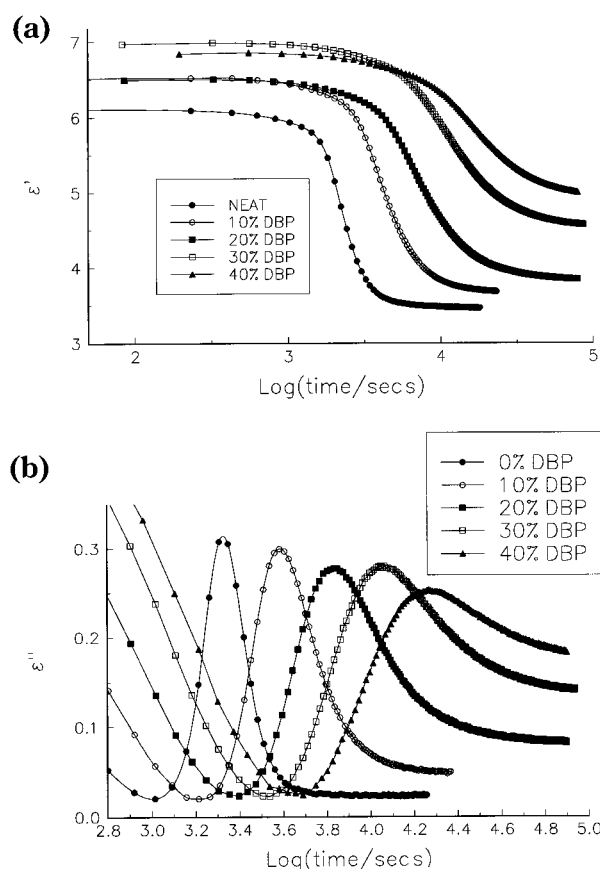 (a)
7
6
5
4
3
ε'
NEAT
10% DBP
20% DBP
30% DBP
40% DBP
2
3
4
5
Log(time/secs)
(b)
0% DBP
10% DBP
20% DBP
30% DBP
40% DBP
0.3
0.2
0.1
0.0
ε"
2.8 3.0 3.2 3.4 3.6 3.8 4.0 4.2 4.4 4.6 4.8 5.0
Log(time/secs)